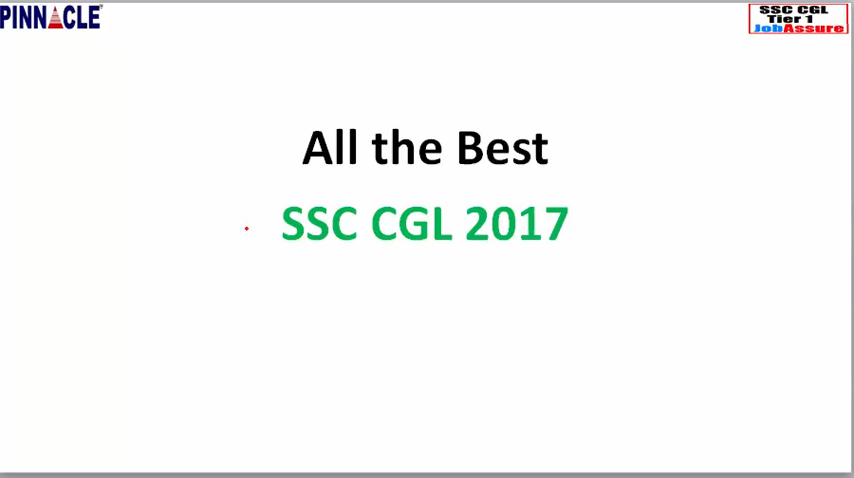 PINNACLE
SSC CGL
Tier 1
JobAssure
All the Best
SSC CGL 2017